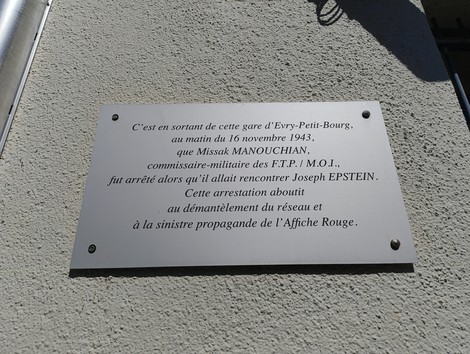 C'est en sortant de cette gare d'Evry-Petit-Bourg,
au matin du 16 novembre 1943,
que Missak MANOUCHIAN,
commissaire-militaire des F.T.P. / M.O.I.,
fut arrêté alors qu'il allait rencontrer Joseph EPSTEIN.
Cette arrestation aboutit
au démantèlement du réseau et
à la sinistre propagande de l'Affiche Rouge.